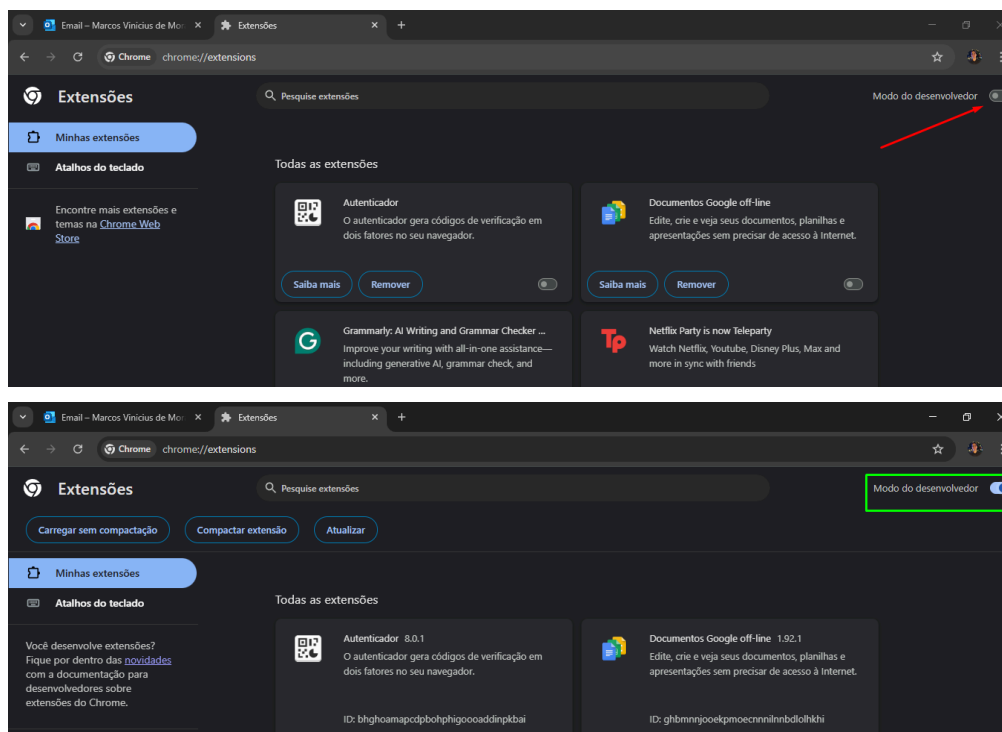 Email – Marcos Vinicius de Mor
Extensões
Chrome chrome://extensions
Extensões
Pesquise extensões
Modo do desenvolvedor
Minhas extensões
Atalhos do teclado
Encontre mais extensões e
temas na Chrome Web
Store
Todas as extensões
Autenticador
O autenticador gera códigos de verificação em
dois fatores no seu navegador.
Saiba mais
Remover
Documentos Google off-line
Edite, crie e veja seus documentos, planilhas e
apresentações sem precisar de acesso à Internet.
Saiba mais
Remover
Grammarly: AI Writing and Grammar Checker ...
Improve your writing with all-in-one assistance—
including generative AI, grammar check, and
more.
Netflix Party is now Teleparty
Watch Netflix, Youtube, Disney Plus, Max and
more in sync with friends
Email – Marcos Vinicius de Mor
Extensões
Chrome chrome://extensions
Extensões
Pesquise extensões
Modo do desenvolvedor
Carregar sem compactação
Compactar extensão
Atualizar
Minhas extensões
Atalhos do teclado
Você desenvolve extensões?
Fique por dentro das novidades
com a documentação para
desenvolvedores sobre
extensões do Chrome.
Todas as extensões
Autenticador 8.0.1
O autenticador gera códigos de verificação em
dois fatores no seu navegador.
ID: bhghoamapcdpbohphigoooaddinpkbai
Documentos Google off-line 1.92.1
Edite, crie e veja seus documentos, planilhas e
apresentações sem precisar de acesso à Internet.
ID: ghbmnnjooekpmoecnnnilnnbdlolhkhi